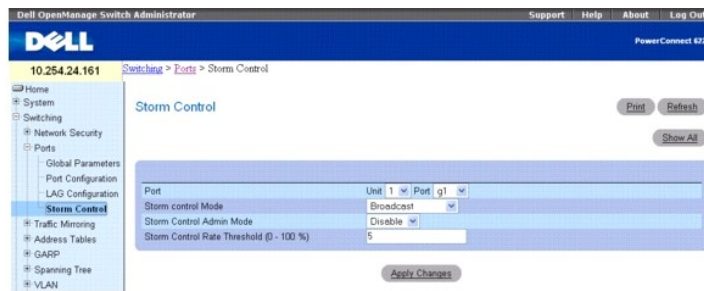 Dell OpenManage Switch Administrator
Support Help About Log Out
DELL
PowerConnect
10.254.24.161
Switching > Ports > Storm Control
Home
System
Switching
Network Security
Ports
Global Parameters
Port Configuration
LAG Configuration
Storm Control
Traffic Mirroring
Address Tables
GARP
Spanning Tree
VLAN
Storm Control
Print Refresh
Show All
Port Unit 1 Port g1
Storm control Mode Broadcast
Storm Control Admin Mode Disable
Storm Control Rate Threshold (0 - 100 %) 5
Apply Changes